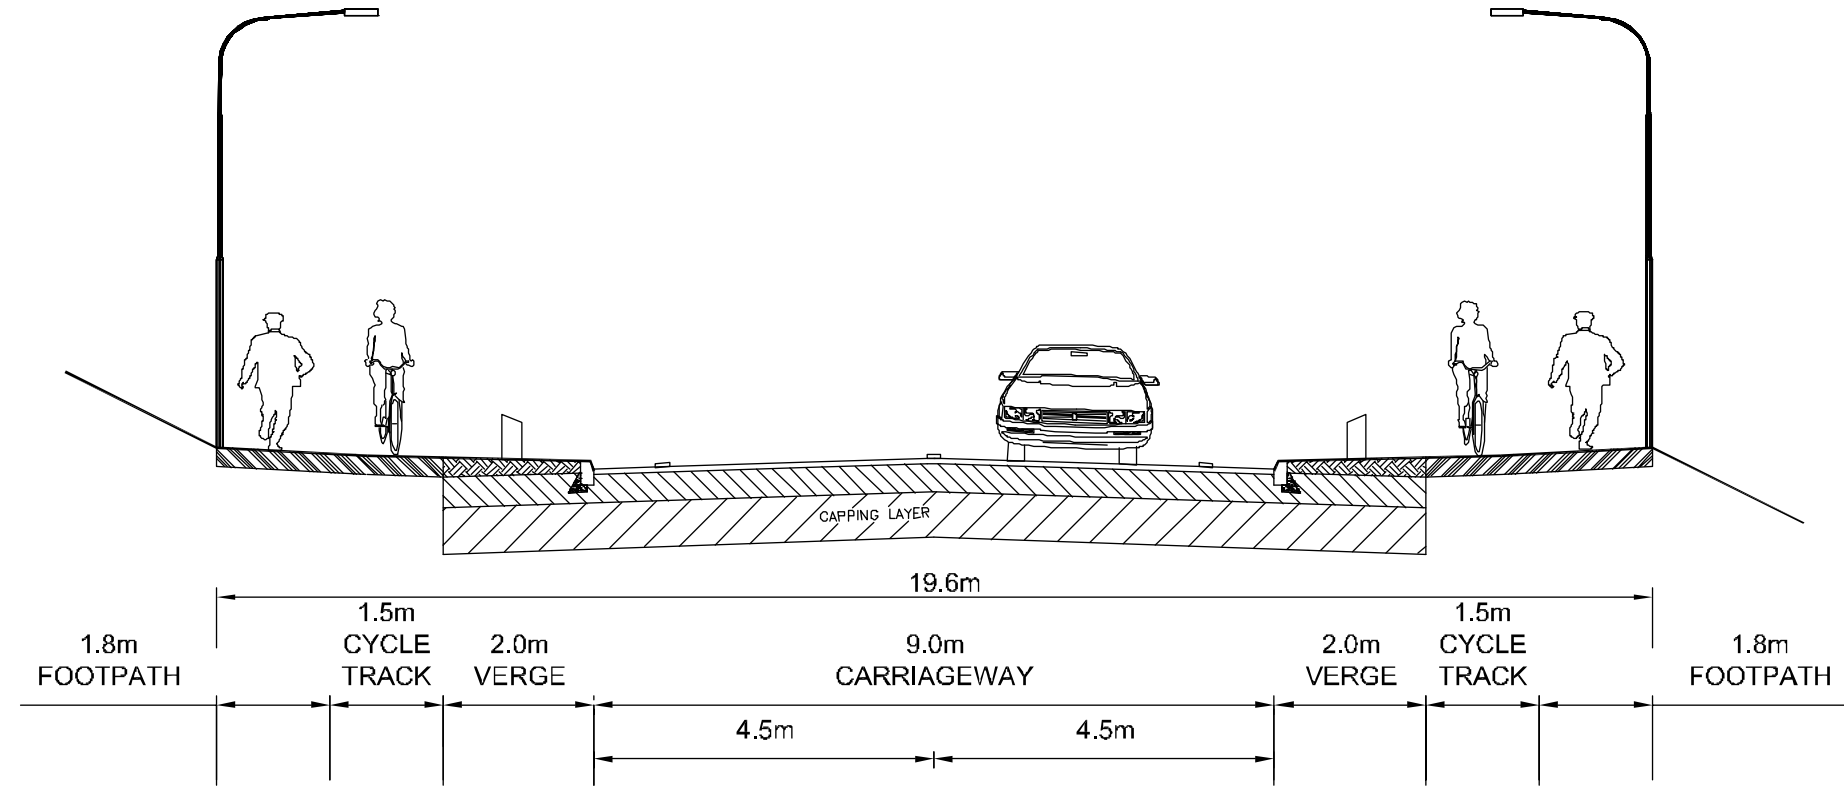 CAPPING LAYER
19.6m
1.8m
FOOTPATH
1.5m
CYCLE
TRACK
2.0m
VERGE
9.0m
CARRIAGEWAY
2.0m
VERGE
1.5m
CYCLE
TRACK
1.8m
FOOTPATH
4.5m
4.5m